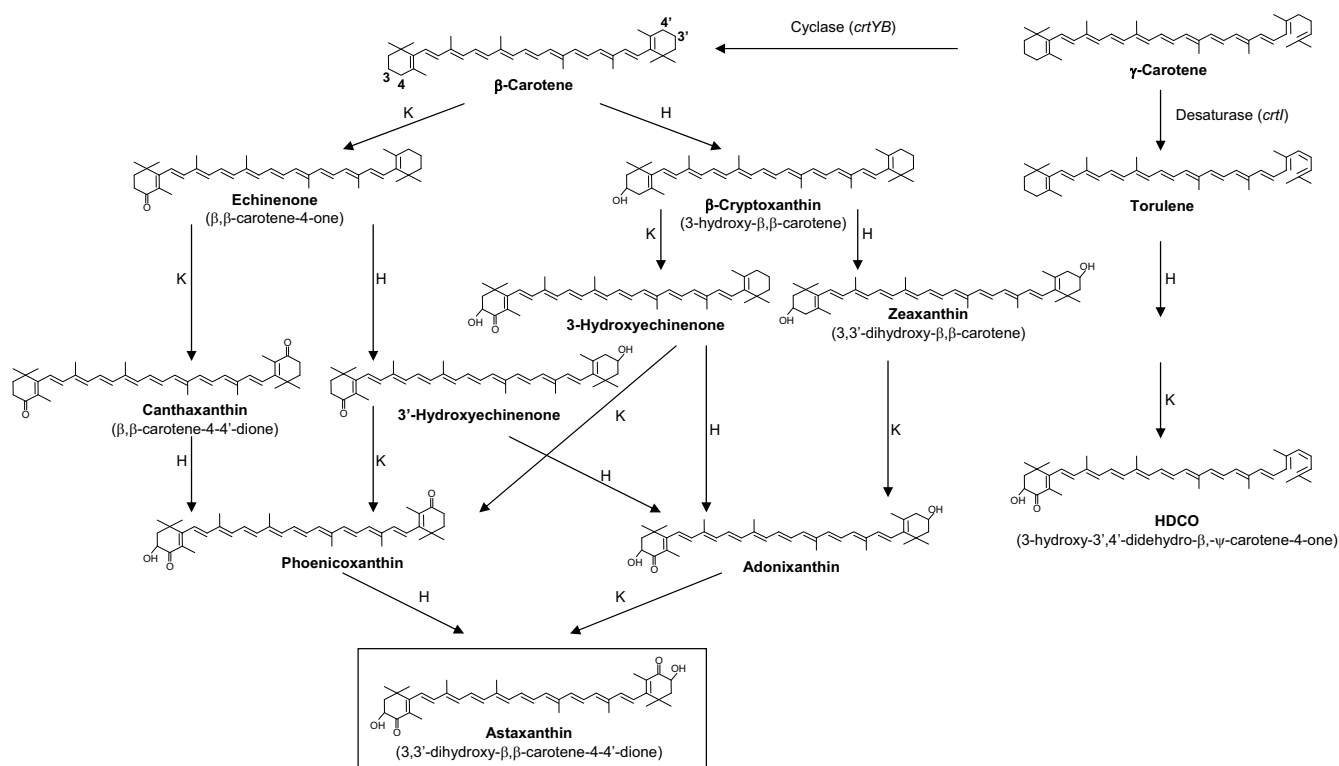 Cyclase (crtYB)
4'
3'
3
4
β-Carotene
γ-Carotene
K
H
Desaturase (crtI)
O
Echinenone
(β,β-carotene-4-one)
OH
β-Cryptoxanthin
(3-hydroxy-β,β-carotene)
Torulene
K
H
K
H
H
OH
O
3-Hydroxyechinenone
OH
OH
Zeaxanthin
(3,3'-dihydroxy-β,β-carotene)
O
O
Canthaxanthin
(β,β-carotene-4-4'-dione)
O
OH
3'-Hydroxyechinenone
K
H
K
K
H
K
H
OH
O
O
Phoenicoxanthin
OH
O
OH
Adonixanthin
OH
O
HDCO
(3-hydroxy-3',4'-didehydro-β,-ψ-carotene-4-one)
H
K
OH
O
O
OH
Astaxanthin
(3,3'-dihydroxy-β,β-carotene-4-4'-dione)